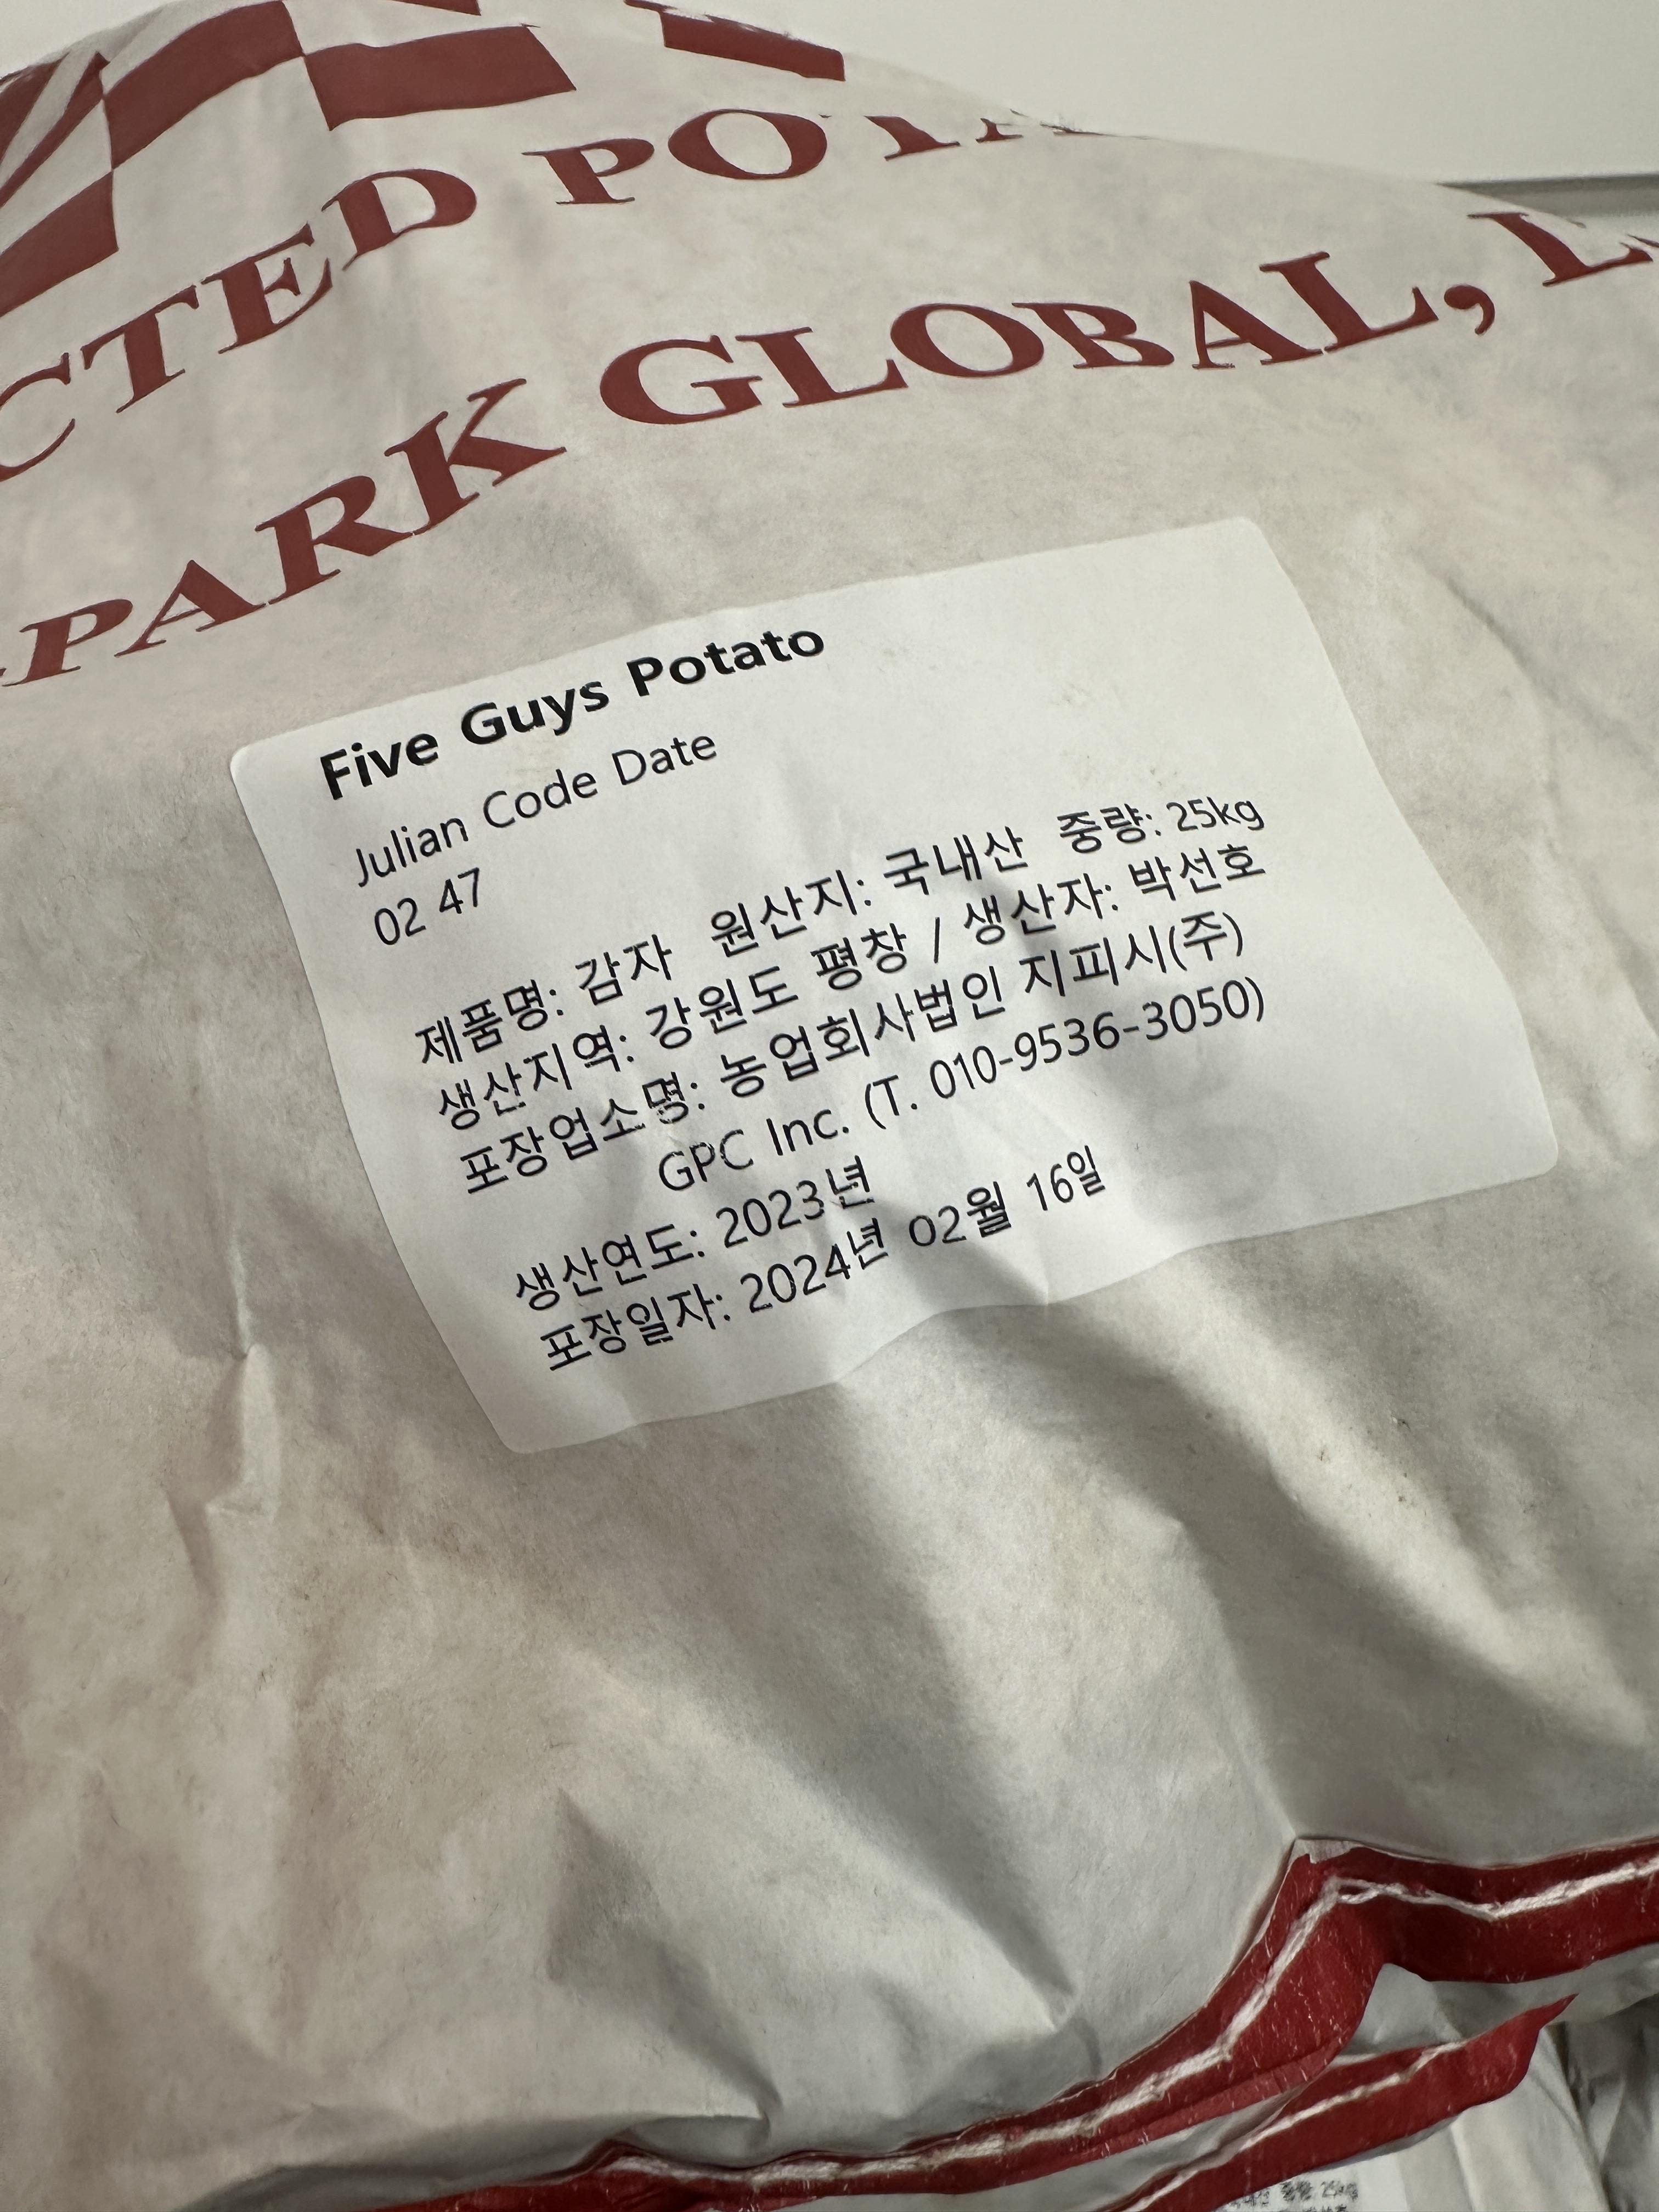 POTA
PARK GLOBAL,
Five Guys Potato
Julian Code Date
02 47
제품명: 감자 원산지: 국내산 중량: 25kg
생산지역: 강원도 평창 / 생산자: 박선호
포장업소명: 농업회사법인 지피시(주)
GPC Inc. (T. 010-9536-3050)
생산연도: 2023년
포장일자: 2024년 02월 16일